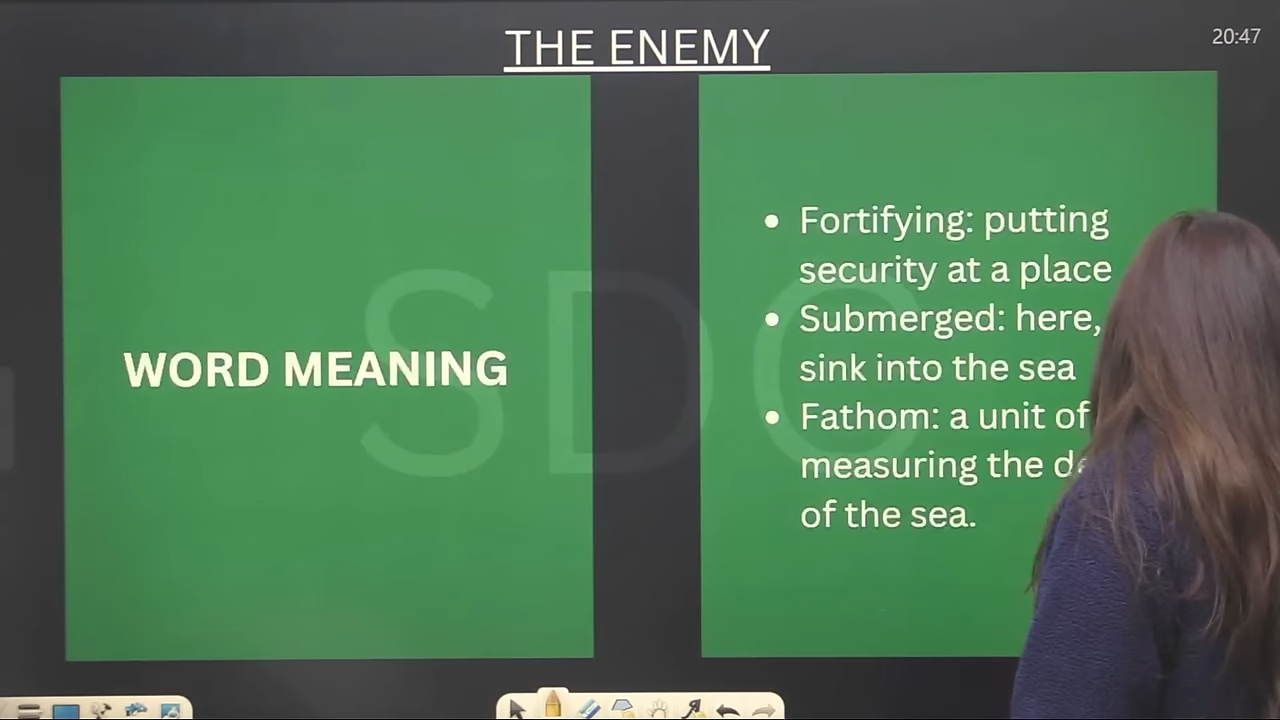 THE ENEMY
20:47
WORD MEANING
SDC
• Fortifying: putting
security at a place
• Submerged: here,
sink into the sea
• Fathom: a unit of
measuring the
of the sea.